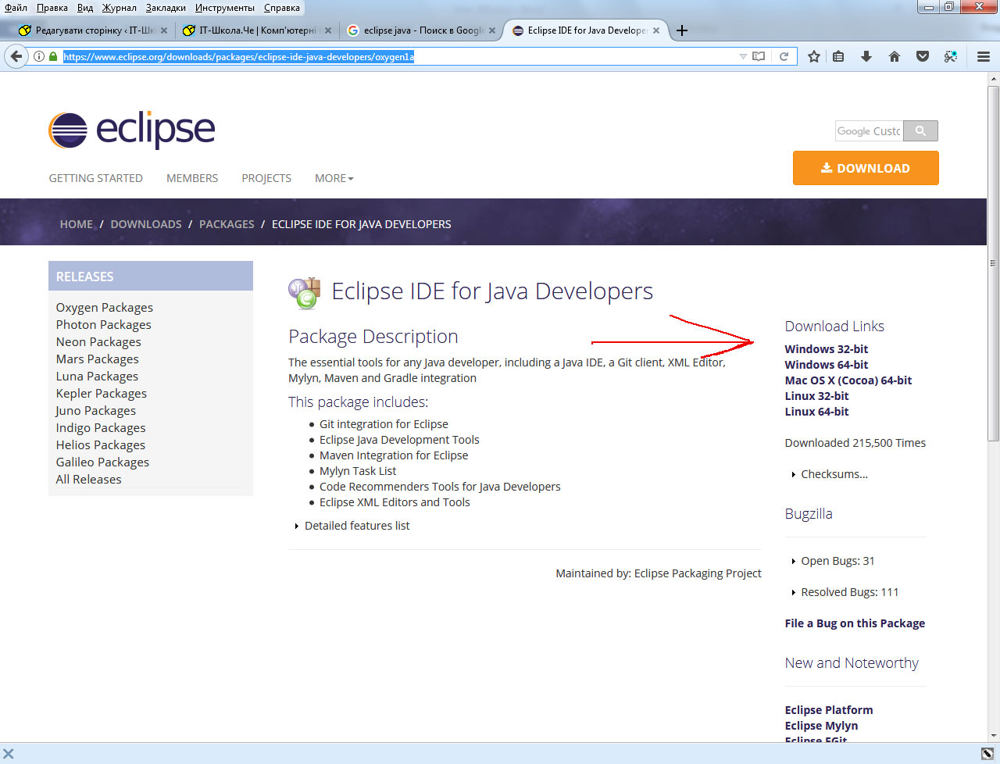 Файл Правка Вид Журнал Закладки Инструменты Справка
Редагувати сторінку ‹ ІТ-Шк
ІТ-Школа.Че | Комп'ютерні
eclipse java - Поиск в Google
Eclipse IDE for Java Develope
https://www.eclipse.org/downloads/packages/eclipse-ide-java-developers/oxygen1a
eclipse
Google Custo
DOWNLOAD
GETTING STARTED MEMBERS PROJECTS MORE
HOME / DOWNLOADS / PACKAGES / ECLIPSE IDE FOR JAVA DEVELOPERS
RELEASES
Oxygen Packages
Photon Packages
Neon Packages
Mars Packages
Luna Packages
Kepler Packages
Juno Packages
Indigo Packages
Helios Packages
Galileo Packages
All Releases
Eclipse IDE for Java Developers
Package Description
The essential tools for any Java developer, including a Java IDE, a Git client, XML Editor,
Mylyn, Maven and Gradle integration
This package includes:
Git integration for Eclipse
Eclipse Java Development Tools
Maven Integration for Eclipse
Mylyn Task List
Code Recommenders Tools for Java Developers
Eclipse XML Editors and Tools
Detailed features list
Maintained by: Eclipse Packaging Project
Download Links
Windows 32-bit
Windows 64-bit
Mac OS X (Cocoa) 64-bit
Linux 32-bit
Linux 64-bit
Downloaded 215,500 Times
Checksums...
Bugzilla
Open Bugs: 31
Resolved Bugs: 111
File a Bug on this Package
New and Noteworthy
Eclipse Platform
Eclipse Mylyn
Eclipse EGit